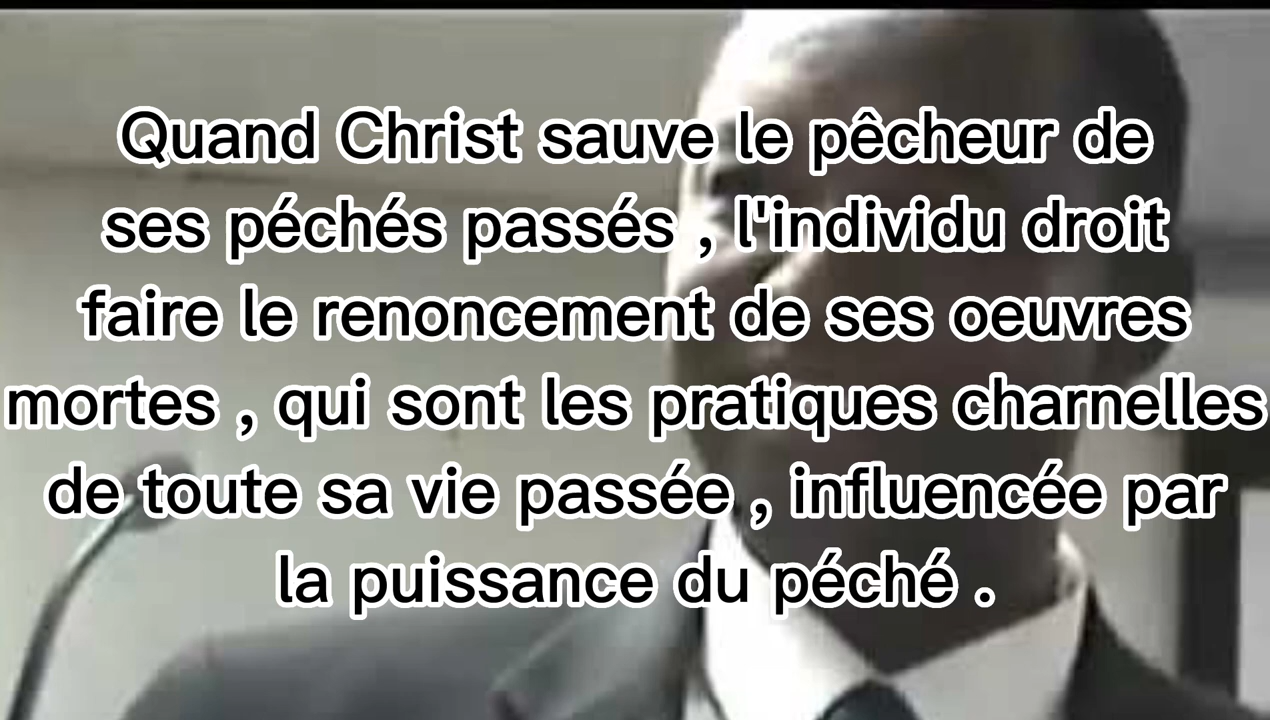 Quand Christ sauve le pêcheur de
ses péchés passés , l'individu droit
faire le renoncement de ses oeuvres
mortes , qui sont les pratiques charnelles
de toute sa vie passée , influencée par
la puissance du péché .